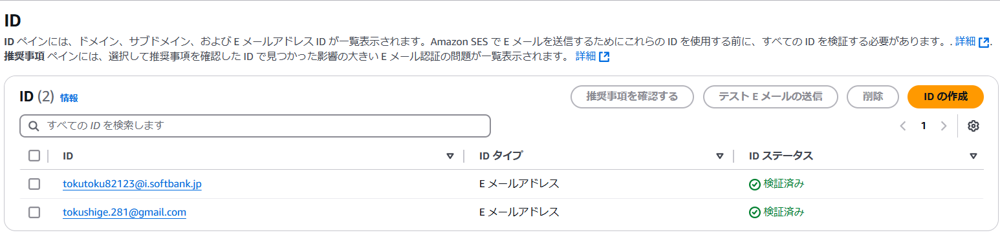 ID
ID ペインには、ドメイン、サブドメイン、および E メールアドレス ID が一覧表示されます。Amazon SES で E メールを送信するためにこれらの ID を使用する前に、すべての ID を検証する必要があります。. 詳細.
推奨事項 ペインには、選択して推奨事項を確認した ID で見つかった影響の大きい E メール認証の問題が一覧表示されます。 詳細
ID (2) 情報 推奨事項を確認する テスト E メールの送信 削除 ID の作成
すべての ID を検索します 1
ID ID タイプ ID ステータス
tokutoku82123@i.softbank.jp E メールアドレス 検証済み
tokushige.281@gmail.com E メールアドレス 検証済み